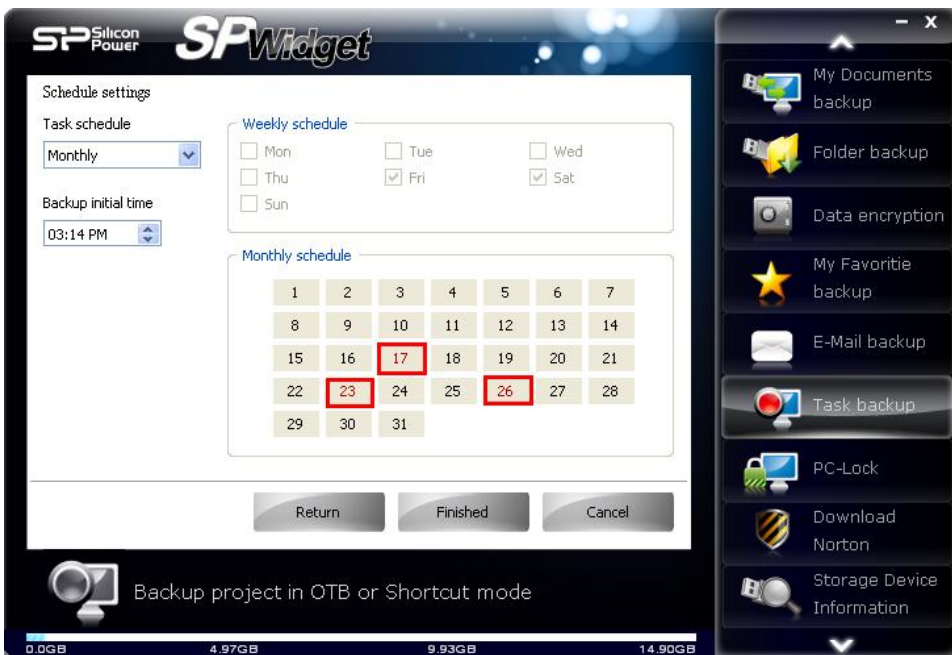 SP Silicon Power
SPWidget
Schedule settings
Task schedule
Monthly
Backup initial time
03:14 PM
Weekly schedule
Mon Tue Wed
Thu Fri Sat
Sun
Monthly schedule
1 2 3 4 5 6 7
8 9 10 11 12 13 14
15 16 17 18 19 20 21
22 23 24 25 26 27 28
29 30 31
Return Finished Cancel
Backup project in OTB or Shortcut mode
0.0GB 4.97GB 9.93GB 14.90GB
– X
My Documents
backup
Folder backup
Data encryption
My Favoritie
backup
E-Mail backup
Task backup
PC-Lock
Download
Norton
Storage Device
Information